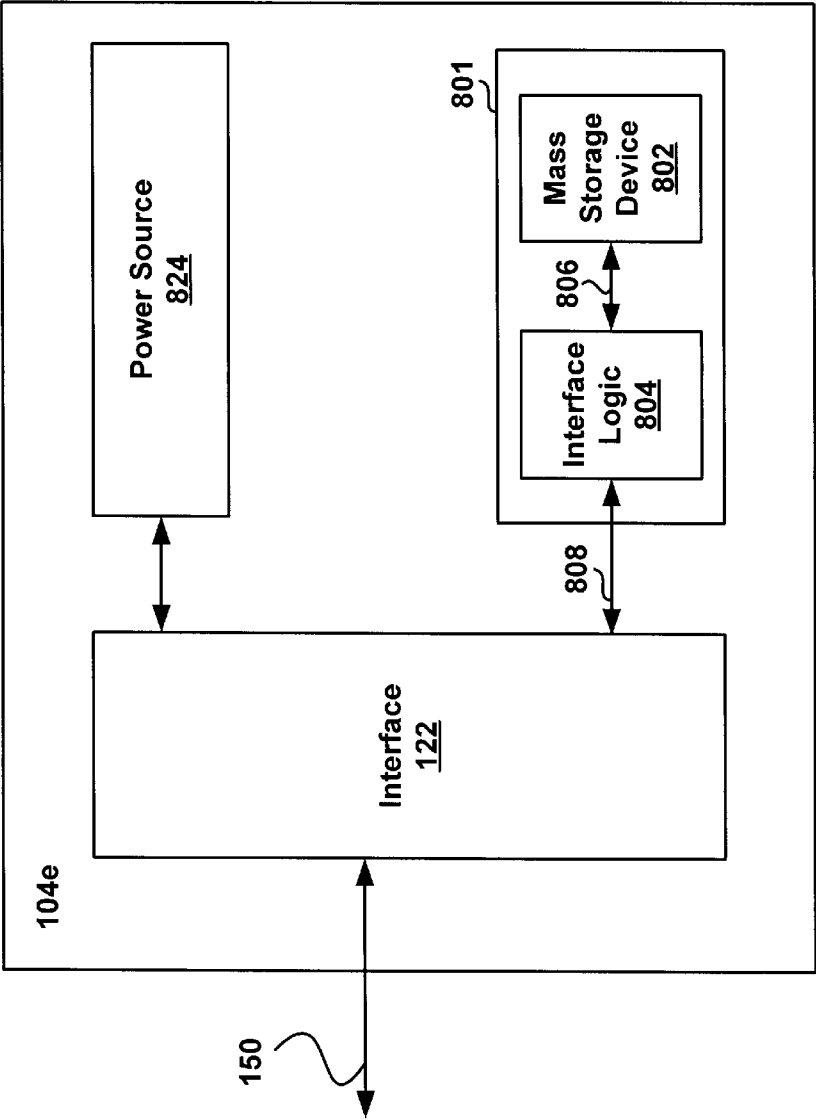 104e
150
Interface
122
Power Source
824
808
801
Interface
Logic
804
806
Mass
Storage
Device
802